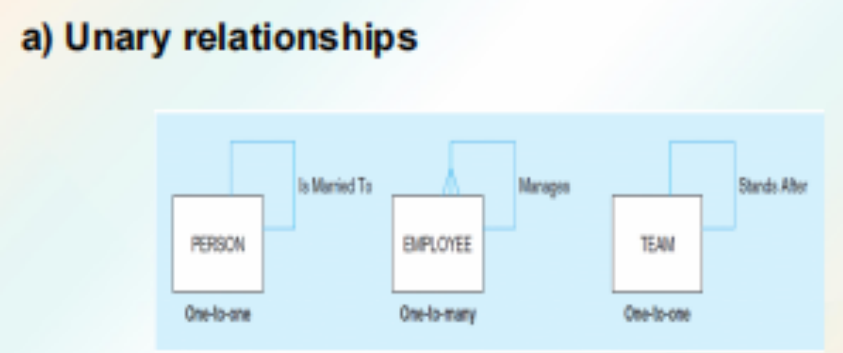 a) Unary relationships
Is Married To
Manages
Stands After
PERSON
EMPLOYEE
TEAM
One-to-one
One-to-many
One-to-one